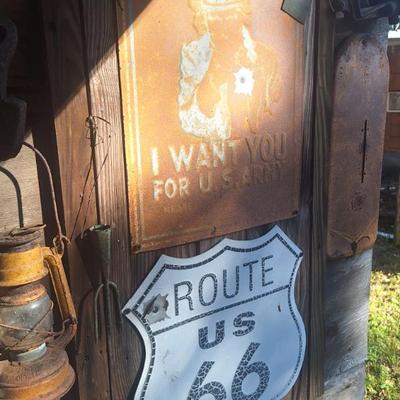 I WANT YOU
FOR U.S. ARMY
ROUTE
US
66